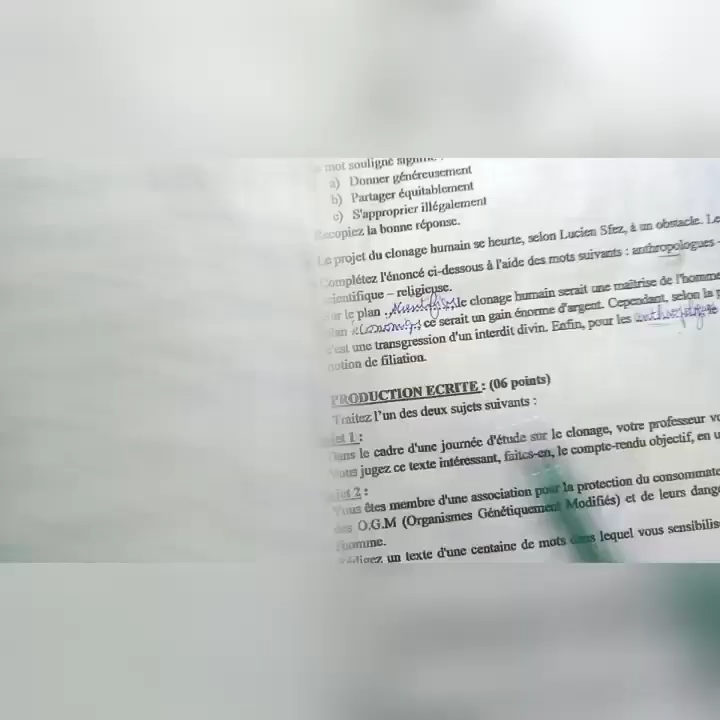 mot souligné
a) Donner généreusement
b) Partager équitablement
c) S'approprier illégalement
Recopiez la bonne réponse.
Le projet du clonage humain se heurte, selon Lucien Sfez, à un obstacle. Le
Complétez l'énoncé ci-dessous à l'aide des mots suivants : anthropologues -
scientifique – religieuse.
le plan scientifique, le clonage humain serait une maîtrise de l'homme
économique, ce serait un gain énorme d'argent. Cependant, selon la
c'est une transgression d'un interdit divin. Enfin, pour les anthropologue
notion de filiation.
PRODUCTION ECRITE : (06 points)
Traitez l'un des deux sujets suivants :
1 :
Dans le cadre d'une journée d'étude sur le clonage, votre professeur
Vous jugez ce texte intéressant, faites-en, le compte-rendu objectif, en
2 :
Vous êtes membre d'une association pour la protection du consommate
des O.G.M (Organismes Génétiquement Modifiés) et de leurs dange
l'homme.
Rédigez un texte d'une centaine de mots dans lequel vous sensibilis